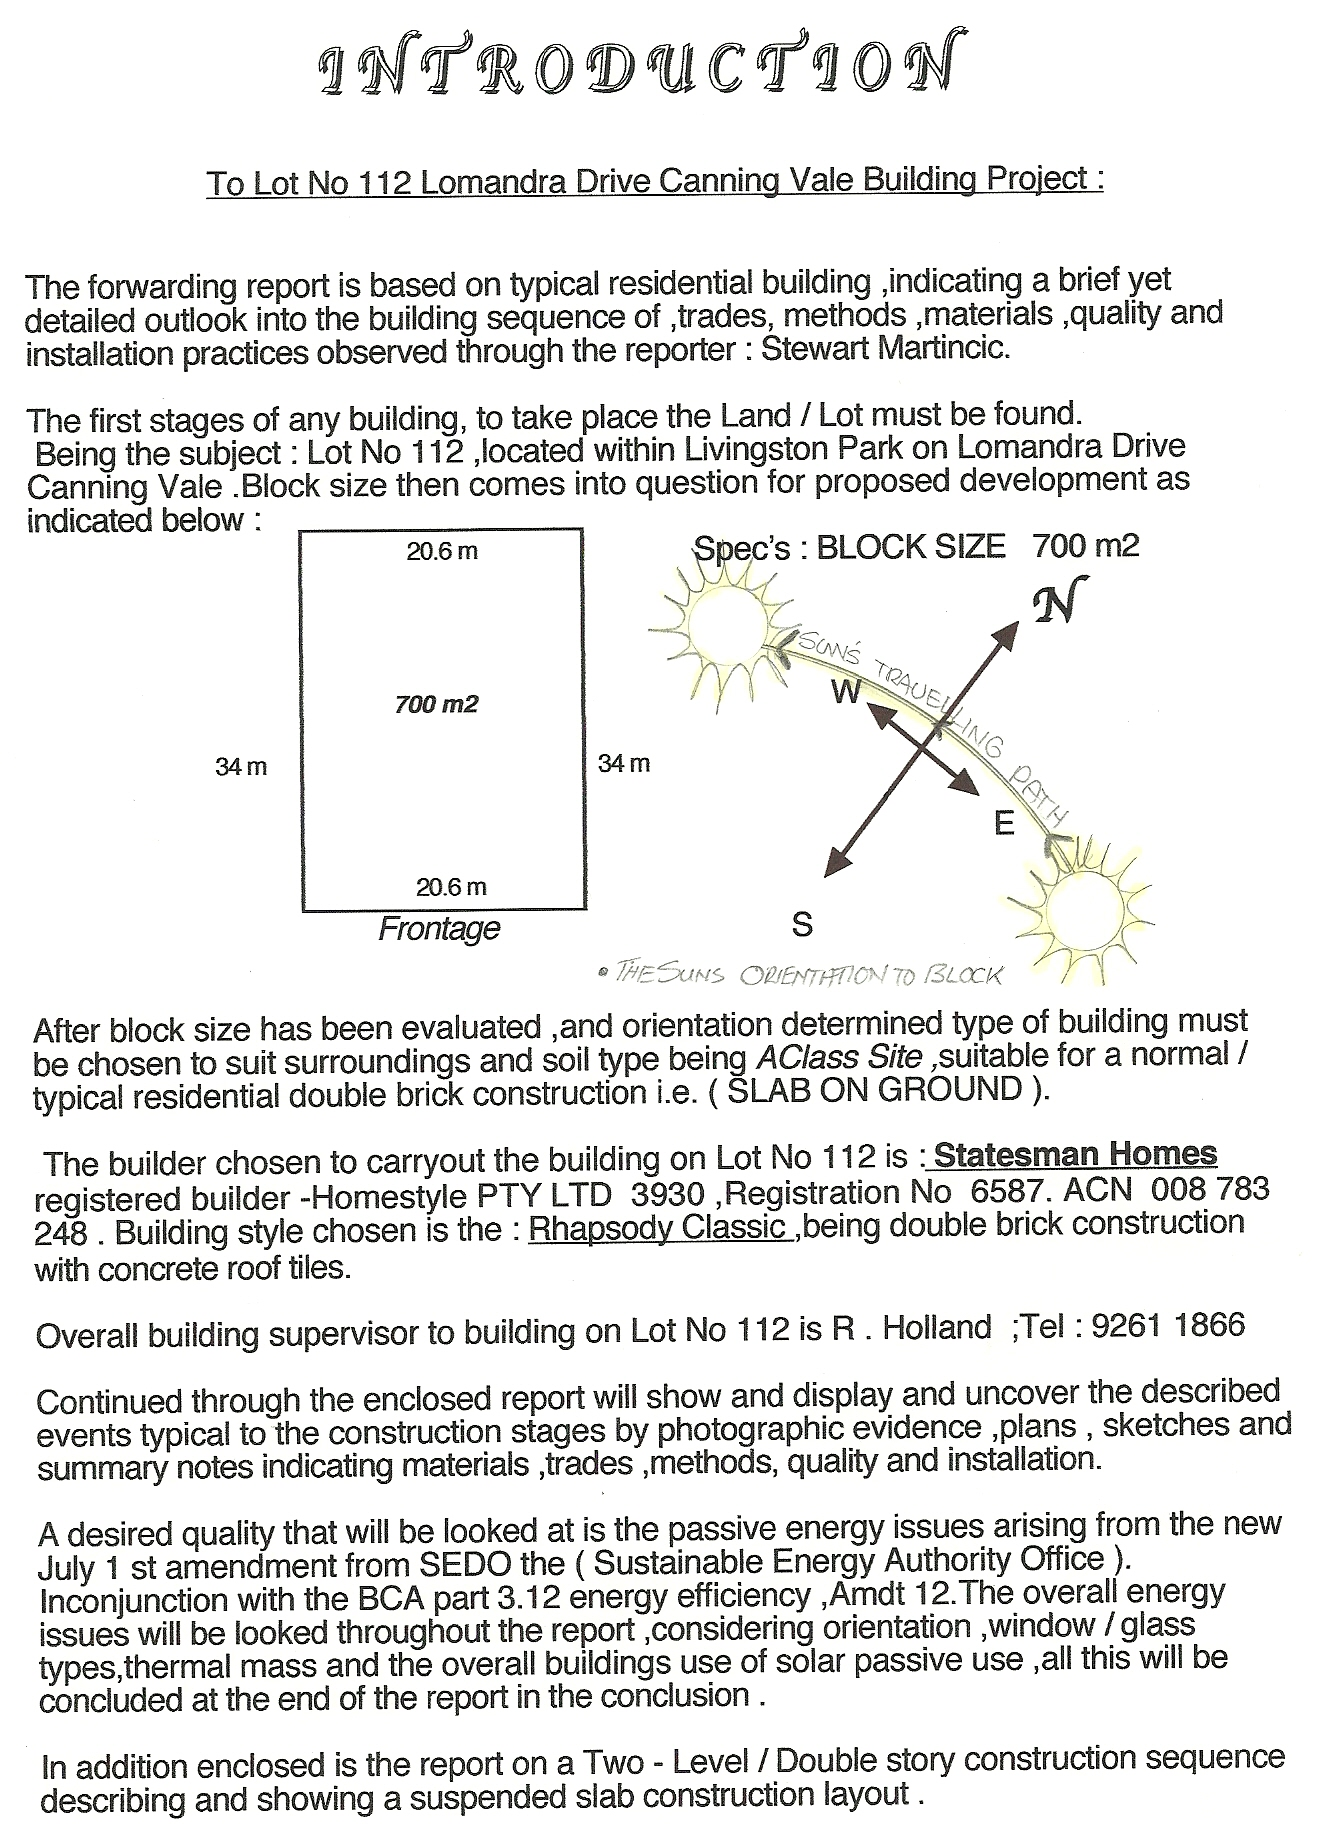 INTRODUCTION
To Lot No 112 Lomandra Drive Canning Vale Building Project :
The forwarding report is based on typical residential building ,indicating a brief yet
detailed outlook into the building sequence of ,trades, methods ,materials ,quality and
installation practices observed through the reporter : Stewart Martincic.
The first stages of any building, to take place the Land / Lot must be found.
Being the subject : Lot No 112 ,located within Livingston Park on Lomandra Drive
Canning Vale .Block size then comes into question for proposed development as
indicated below :
20.6 m
700 m2
34 m
34 m
20.6 m
Frontage
Spec's : BLOCK SIZE 700 m2
N
SUN'S TRAVELLING PATH
W
E
S
• THE SUNS ORIENTATION TO BLOCK
After block size has been evaluated ,and orientation determined type of building must
be chosen to suit surroundings and soil type being AClass Site ,suitable for a normal /
typical residential double brick construction i.e. ( SLAB ON GROUND ).
The builder chosen to carryout the building on Lot No 112 is : Statesman Homes
registered builder -Homestyle PTY LTD 3930 ,Registration No 6587. ACN 008 783
248 . Building style chosen is the : Rhapsody Classic ,being double brick construction
with concrete roof tiles.
Overall building supervisor to building on Lot No 112 is R . Holland ;Tel : 9261 1866
Continued through the enclosed report will show and display and uncover the described
events typical to the construction stages by photographic evidence ,plans , sketches and
summary notes indicating materials ,trades ,methods, quality and installation.
A desired quality that will be looked at is the passive energy issues arising from the new
July 1 st amendment from SEDO the ( Sustainable Energy Authority Office ).
Inconjunction with the BCA part 3.12 energy efficiency ,Amdt 12.The overall energy
issues will be looked throughout the report ,considering orientation ,window / glass
types,thermal mass and the overall buildings use of solar passive use ,all this will be
concluded at the end of the report in the conclusion .
In addition enclosed is the report on a Two - Level / Double story construction sequence
describing and showing a suspended slab construction layout .